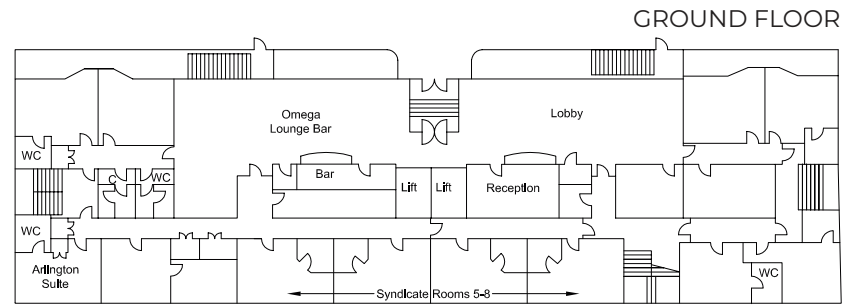 GROUND FLOOR
Omega
Lounge Bar
Lobby
WC
C
WC
Bar
Lift
Lift
Reception
WC
Arlington
Suite
WC
Syndicate Rooms 5-8